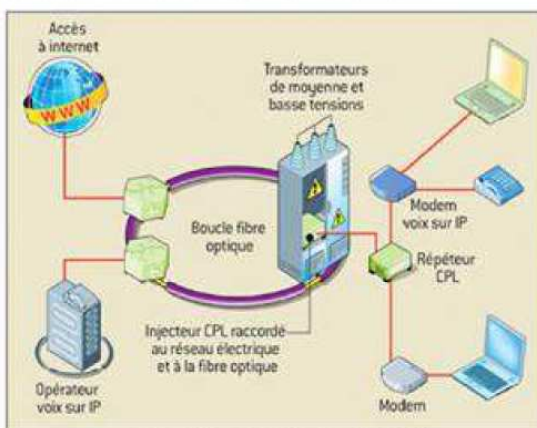 Accès
à internet
WWW
Transformateurs
de moyenne et
basse tensions
Boucle fibre
optique
Modem
voix sur IP
Répéteur
CPL
Injecteur CPL raccordé
au réseau électrique
et à la fibre optique
Opérateur
voix sur IP
Modem